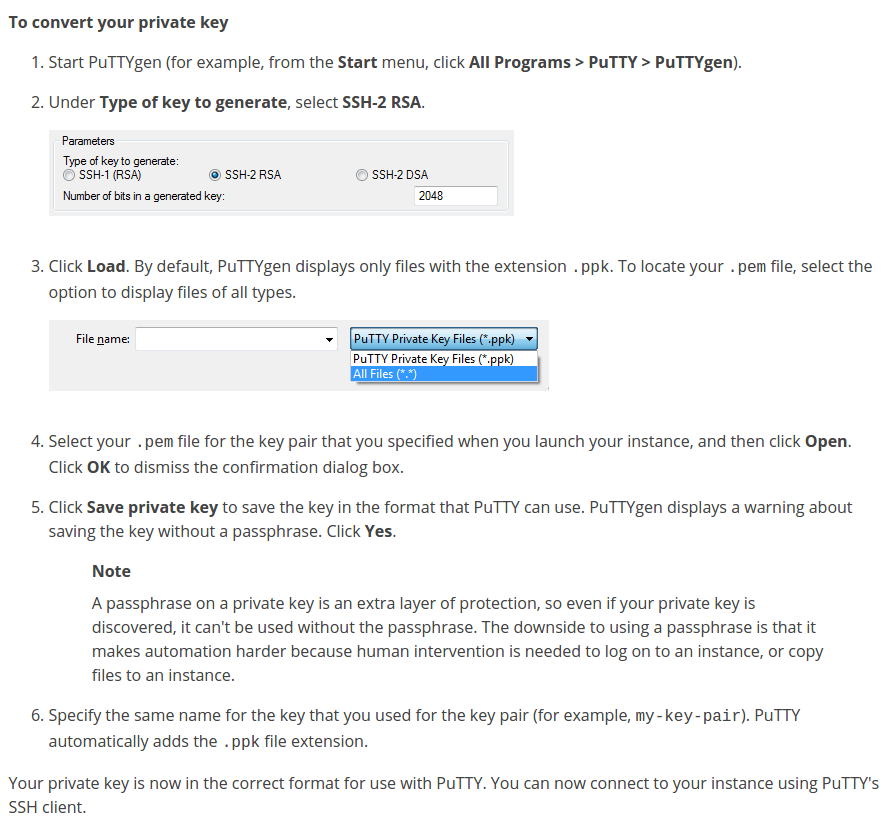 To convert your private key
1. Start PuTTYgen (for example, from the Start menu, click All Programs > PuTTY > PuTTYgen).
2. Under Type of key to generate, select SSH-2 RSA.
Parameters
Type of key to generate:
SSH-1 (RSA) SSH-2 RSA SSH-2 DSA
Number of bits in a generated key: 2048
3. Click Load. By default, PuTTYgen displays only files with the extension .ppk. To locate your .pem file, select the
option to display files of all types.
File name: PuTTY Private Key Files (*.ppk)
PuTTY Private Key Files (*.ppk)
All Files (*.*)
4. Select your .pem file for the key pair that you specified when you launch your instance, and then click Open.
Click OK to dismiss the confirmation dialog box.
5. Click Save private key to save the key in the format that PuTTY can use. PuTTYgen displays a warning about
saving the key without a passphrase. Click Yes.
Note
A passphrase on a private key is an extra layer of protection, so even if your private key is
discovered, it can't be used without the passphrase. The downside to using a passphrase is that it
makes automation harder because human intervention is needed to log on to an instance, or copy
files to an instance.
6. Specify the same name for the key that you used for the key pair (for example, my-key-pair). PuTTY
automatically adds the .ppk file extension.
Your private key is now in the correct format for use with PuTTY. You can now connect to your instance using PuTTY's
SSH client.